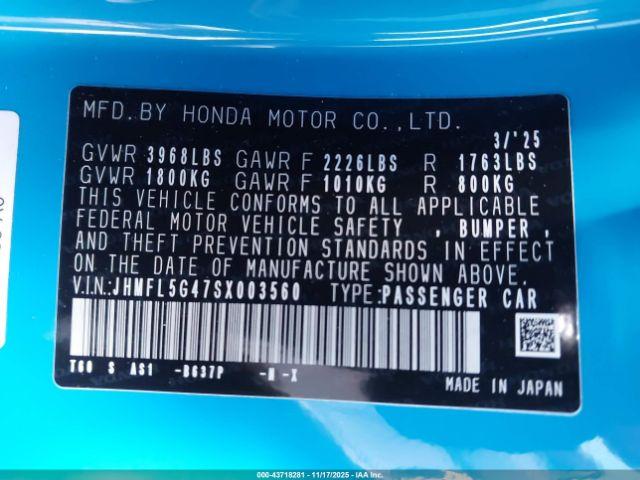 MFD.BY HONDA MOTOR CO.,LTD.
3/'25
GVWR 3968LBS GAWR F 2226LBS R 1763LBS
GVWR 1800KG GAWR F 1010KG R 800KG
THIS VEHICLE CONFORMS TO ALL APPLICABLE
FEDERAL MOTOR VEHICLE SAFETY , BUMPER ,
AND THEFT PREVENTION STANDARDS IN EFFECT
ON THE DATE OF MANUFACTURE SHOWN ABOVE.
V.I.N.:JHMFL5G47SX003560 TYPE:PASSENGER CAR
T60 S AS1 -B637P -N -X
MADE IN JAPAN
000-43718281 - 11/17/2025 - IAAI.COM